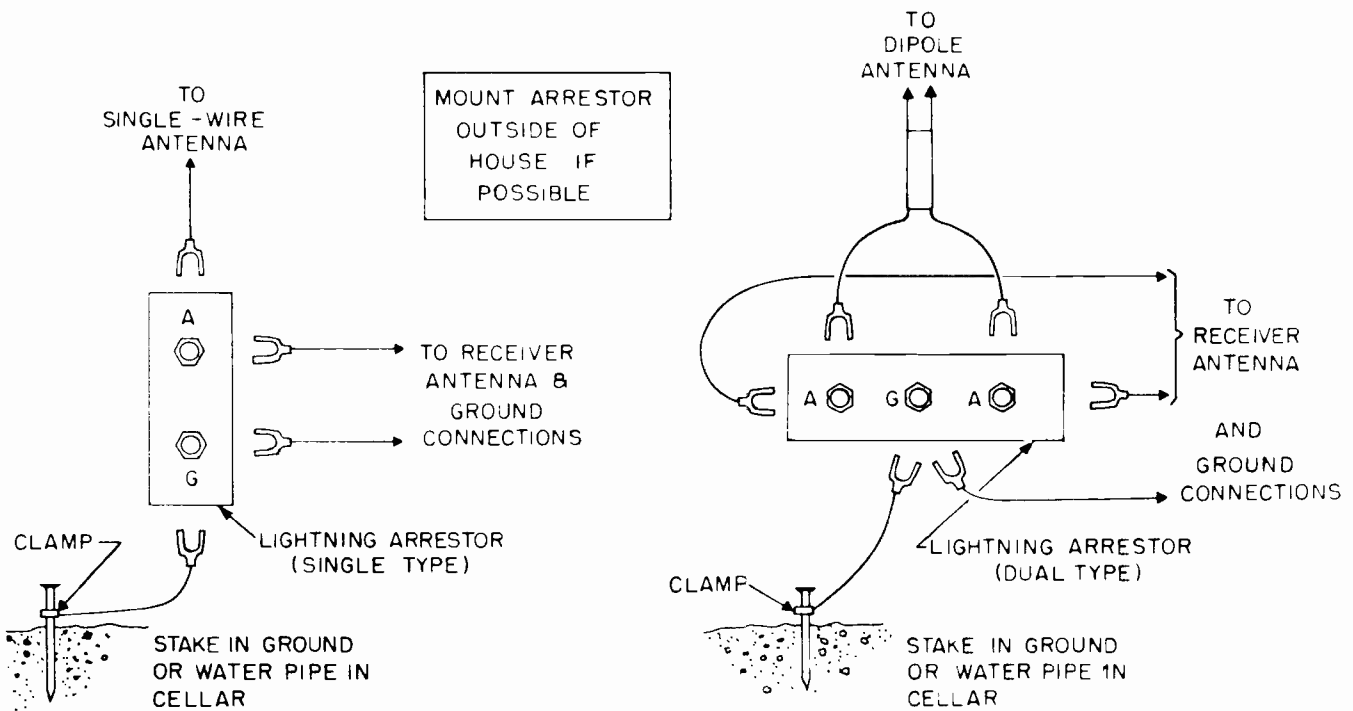 TO
SINGLE-WIRE
ANTENNA
MOUNT ARRESTOR
OUTSIDE OF
HOUSE IF
POSSIBLE
A
G
TO RECEIVER
ANTENNA &
GROUND
CONNECTIONS
CLAMP
LIGHTNING ARRESTOR
(SINGLE TYPE)
STAKE IN GROUND
OR WATER PIPE IN
CELLAR
TO
DIPOLE
ANTENNA
TO
RECEIVER
ANTENNA
A G A
AND
GROUND
CONNECTIONS
LIGHTNING ARRESTOR
(DUAL TYPE)
CLAMP
STAKE IN GROUND
OR WATER PIPE IN
CELLAR